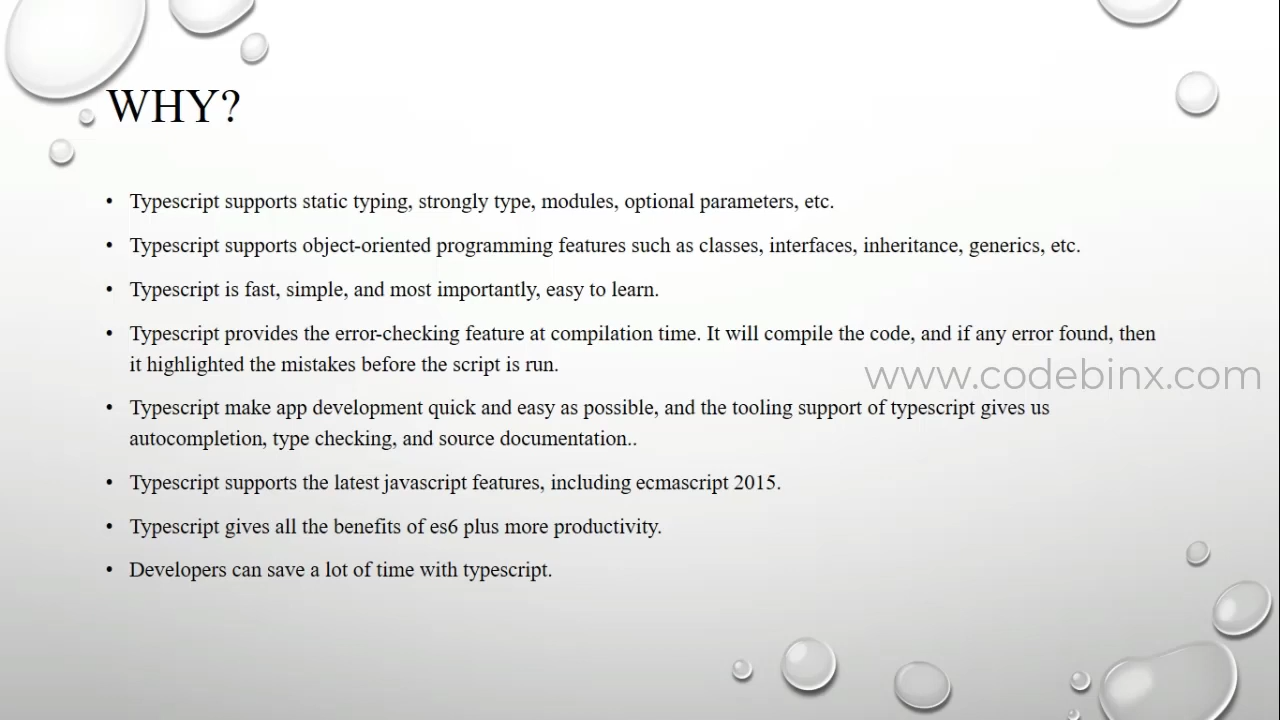 WHY?
• Typescript supports static typing, strongly type, modules, optional parameters, etc.
• Typescript supports object-oriented programming features such as classes, interfaces, inheritance, generics, etc.
• Typescript is fast, simple, and most importantly, easy to learn.
• Typescript provides the error-checking feature at compilation time. It will compile the code, and if any error found, then
it highlighted the mistakes before the script is run.
www.codebinx.com
• Typescript make app development quick and easy as possible, and the tooling support of typescript gives us
autocompletion, type checking, and source documentation..
• Typescript supports the latest javascript features, including ecmascript 2015.
• Typescript gives all the benefits of es6 plus more productivity.
• Developers can save a lot of time with typescript.